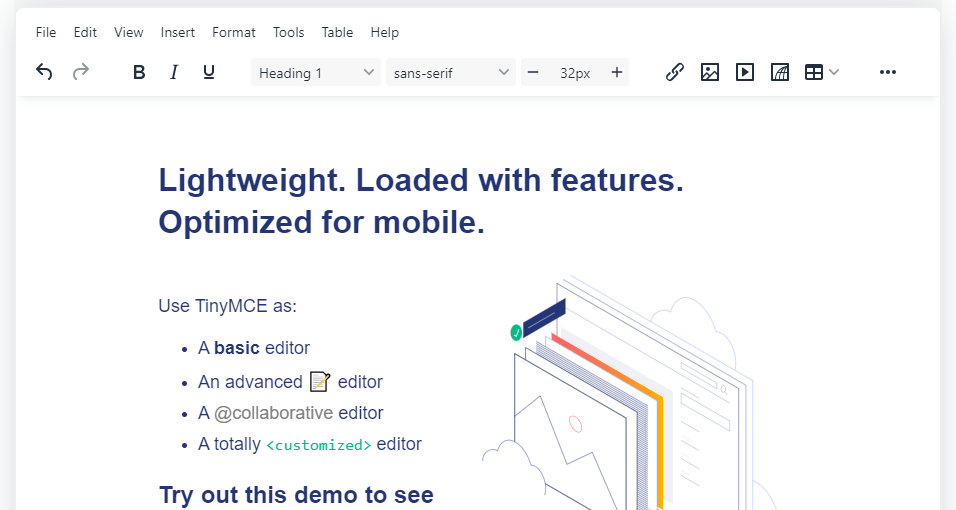 File Edit View Insert Format Tools Table Help
B I U Heading 1 sans-serif 32px
Lightweight. Loaded with features.
Optimized for mobile.
Use TinyMCE as:
A basic editor
An advanced 📝 editor
A @collaborative editor
A totally <customized> editor
Try out this demo to see